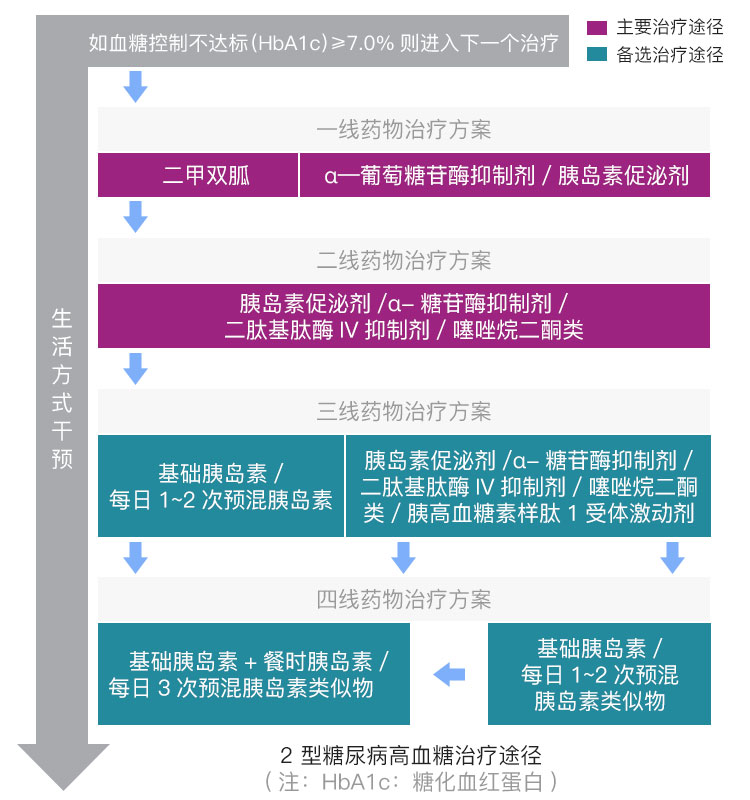 如血糖控制不达标(HbA1c)≥7.0% 则进入下一个治疗
主要治疗途径
备选治疗途径
一线药物治疗方案
二甲双胍
α—葡萄糖苷酶抑制剂 / 胰岛素促泌剂
二线药物治疗方案
胰岛素促泌剂 /α- 糖苷酶抑制剂 /
二肽基肽酶 IV 抑制剂 / 噻唑烷二酮类
生活方式干预
三线药物治疗方案
基础胰岛素 /
每日 1~2 次预混胰岛素
胰岛素促泌剂 /α- 糖苷酶抑制剂 /
二肽基肽酶 IV 抑制剂 / 噻唑烷二酮
类 / 胰高血糖素样肽 1 受体激动剂
四线药物治疗方案
基础胰岛素 + 餐时胰岛素 /
每日 3 次预混胰岛素类似物
基础胰岛素 /
每日 1~2 次预混
胰岛素类似物
2 型糖尿病高血糖治疗途径
（注：HbA1c：糖化血红蛋白）